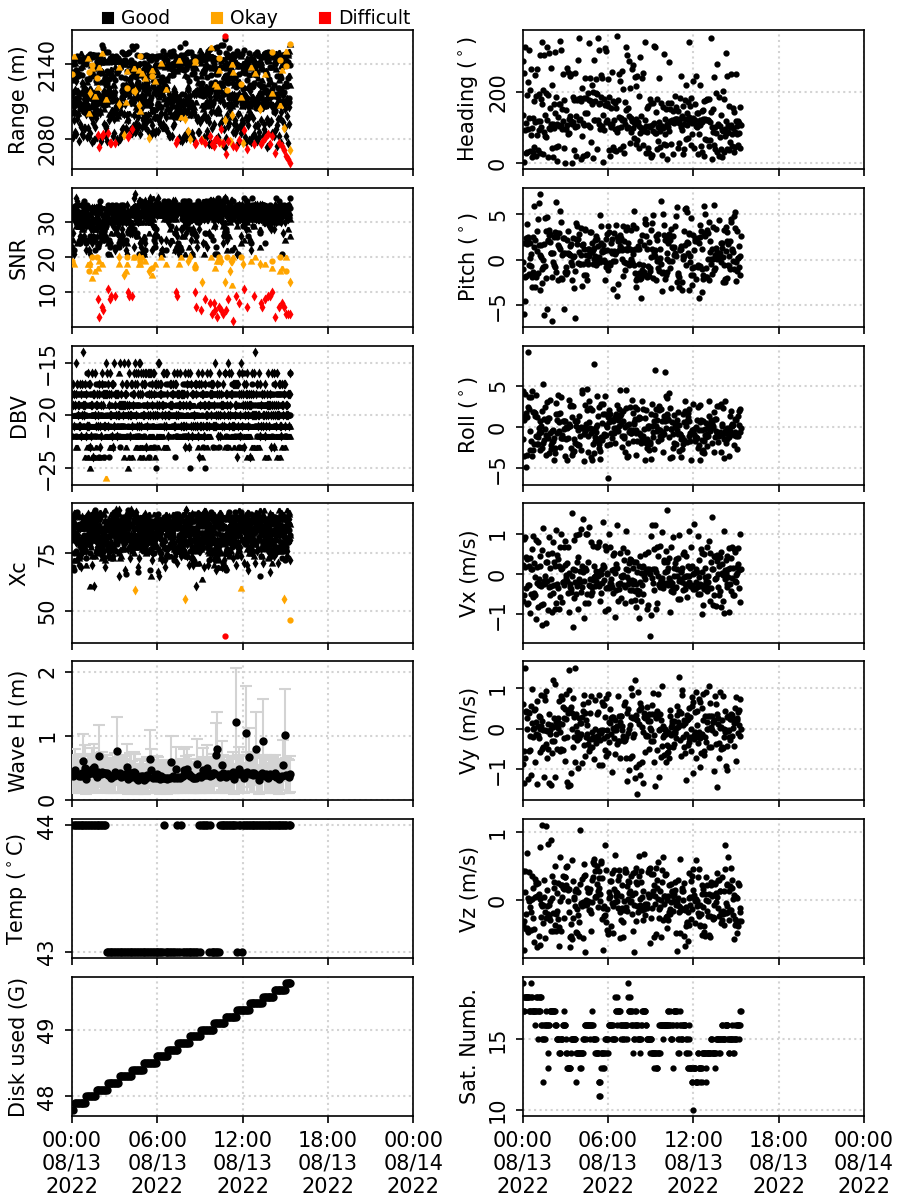 Good Okay Difficult
Range (m) 2140 2080
Heading (°) 200 0
SNR 30 20 10
Pitch (°) 5 0 −5
DBV −15 −20 −25
Roll (°) 5 0 −5
Xc 75 50
Vx (m/s) 1 0 −1
Wave H (m) 2 1 0
Vy (m/s) 1 0 −1
Temp (°C) 44 43
Vz (m/s) 1 0
Disk used (G) 49 48
Sat. Numb. 15 10
00:00 06:00 12:00 18:00 00:00 00:00 06:00 12:00 18:00 00:00
08/13 08/13 08/13 08/13 08/14 08/13 08/13 08/13 08/13 08/14
2022 2022 2022 2022 2022 2022 2022 2022 2022 2022